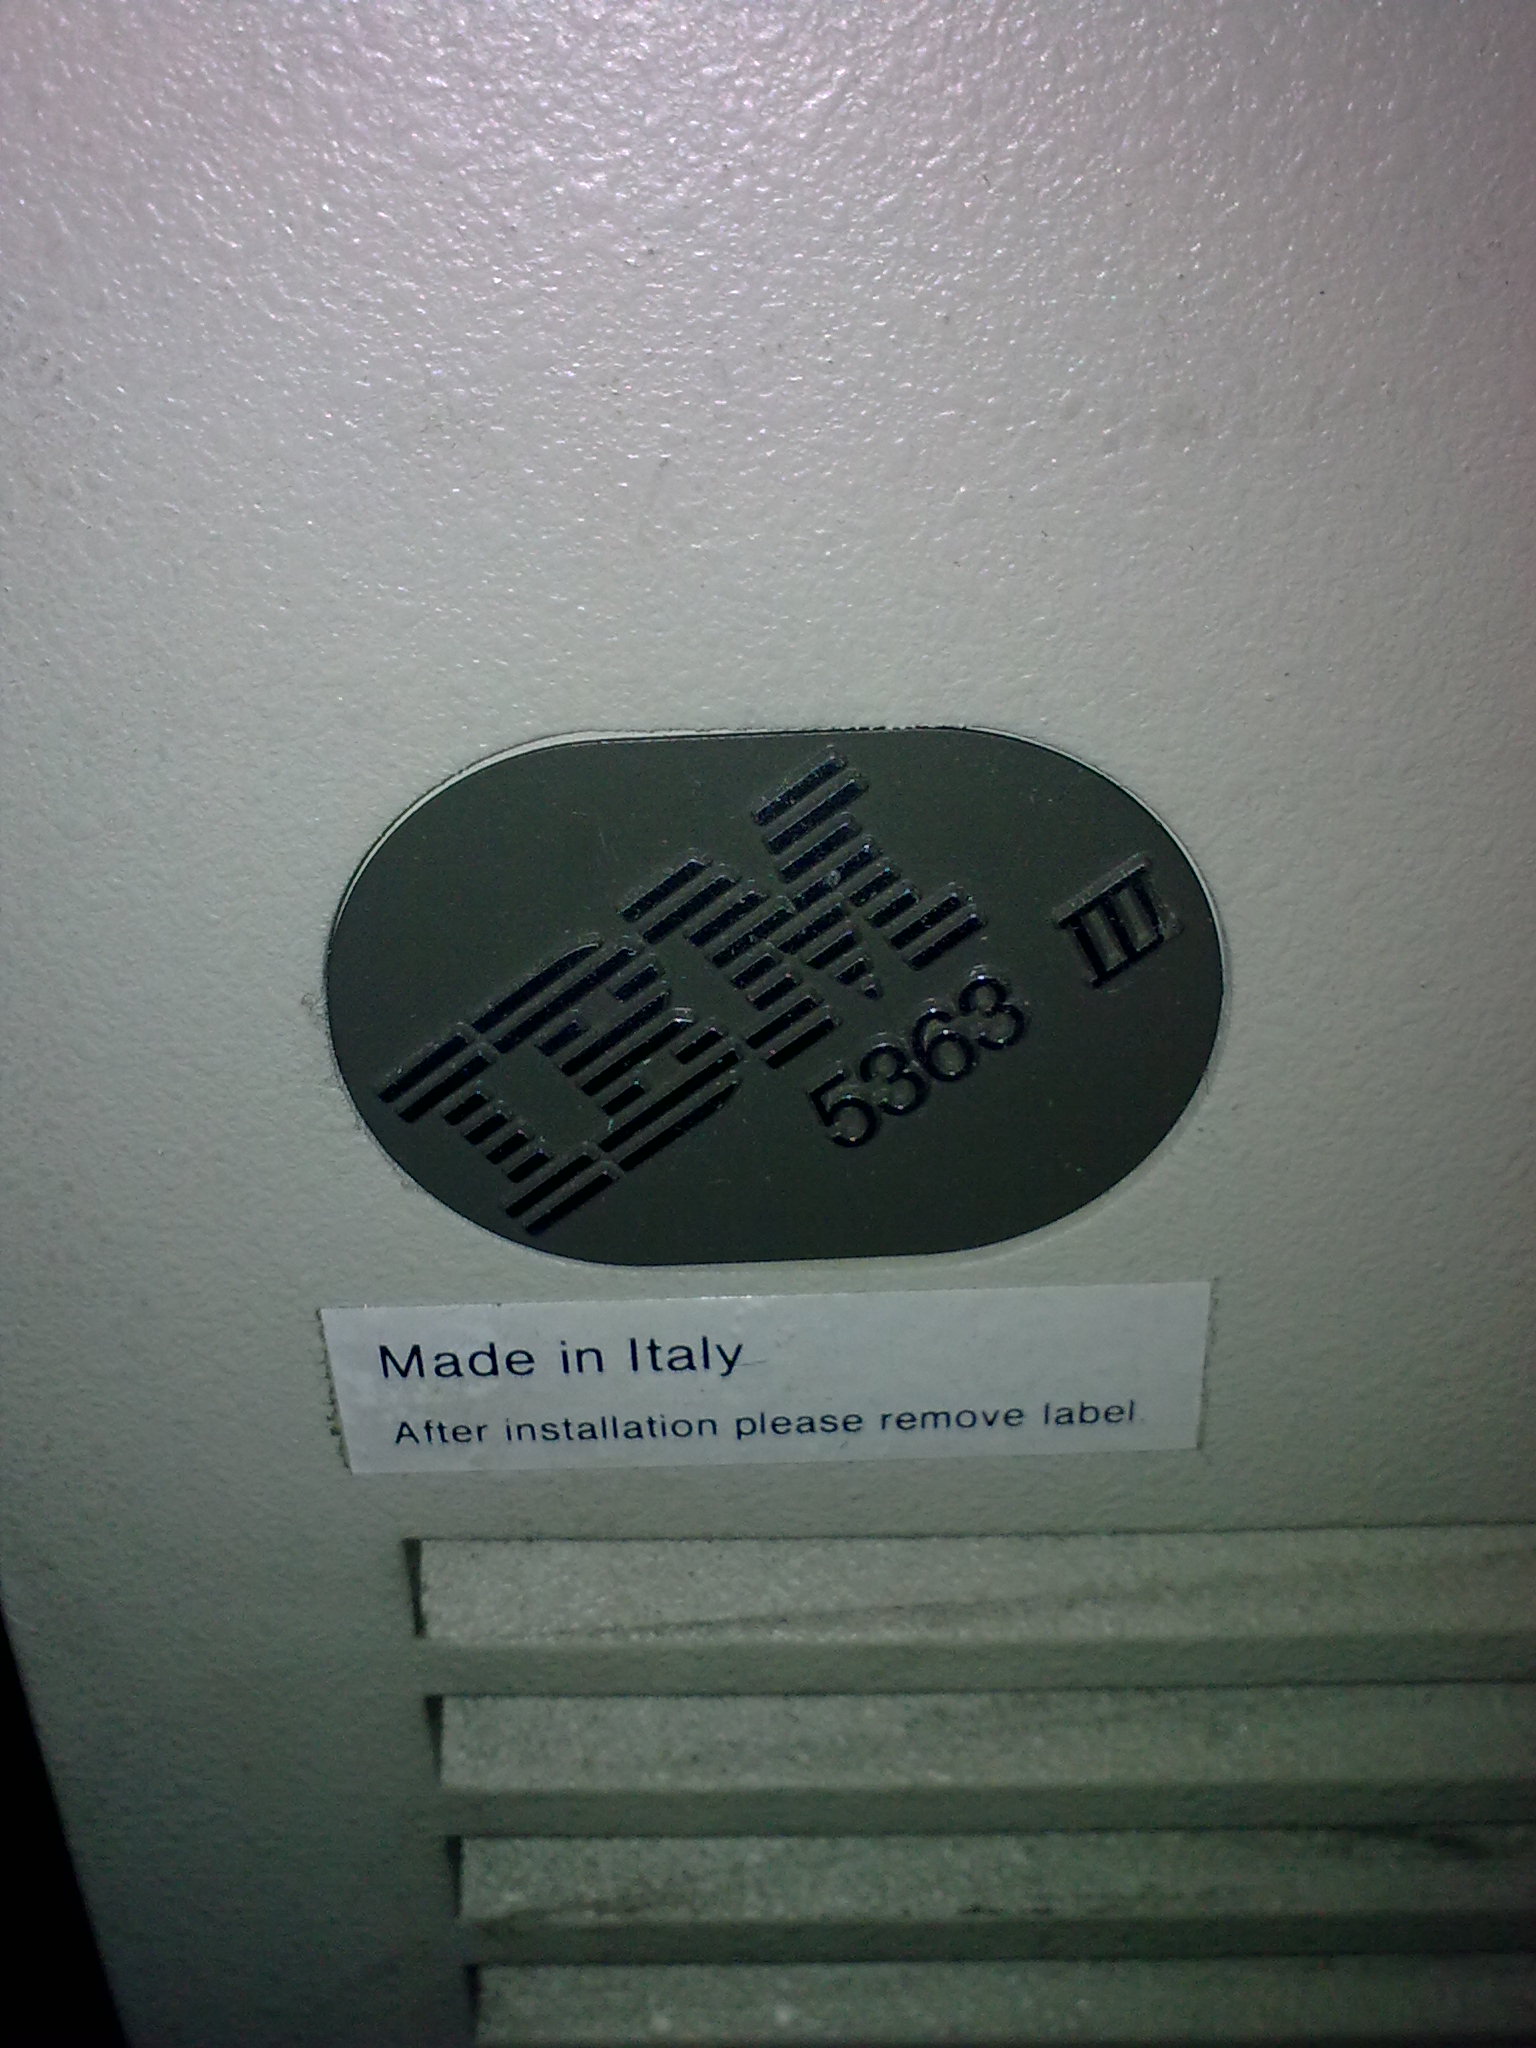 IBM
5363
III
Made in Italy
After installation please remove label